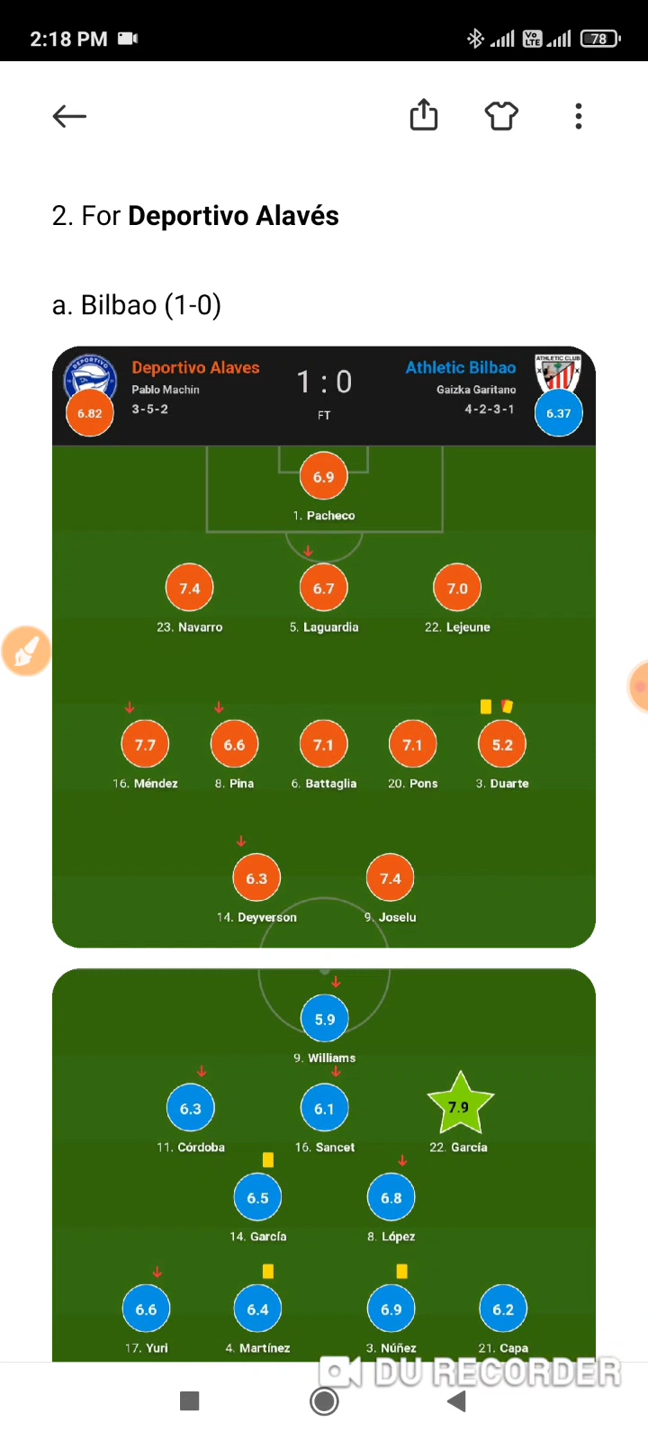 2:18 PM
Vo LTE
78
2. For Deportivo Alavés
a. Bilbao (1-0)
Deportivo Alaves
Pablo Machín
3-5-2
6.82
1 : 0
FT
Athletic Bilbao
Gaizka Garitano
4-2-3-1
6.37
DEPORTIVO
ATHLETIC CLUB
6.9
1. Pacheco
7.4 6.7 7.0
23. Navarro 5. Laguardia 22. Lejeune
7.7 6.6 7.1 7.1 5.2
16. Méndez 8. Pina 6. Battaglia 20. Pons 3. Duarte
6.3 7.4
14. Deyverson 9. Joselu
5.9
9. Williams
6.3 6.1 7.9
11. Córdoba 16. Sancet 22. García
6.5 6.8
14. García 8. López
6.6 6.4 6.9 6.2
17. Yuri 4. Martínez 3. Núñez 21. Capa
DU RECORDER